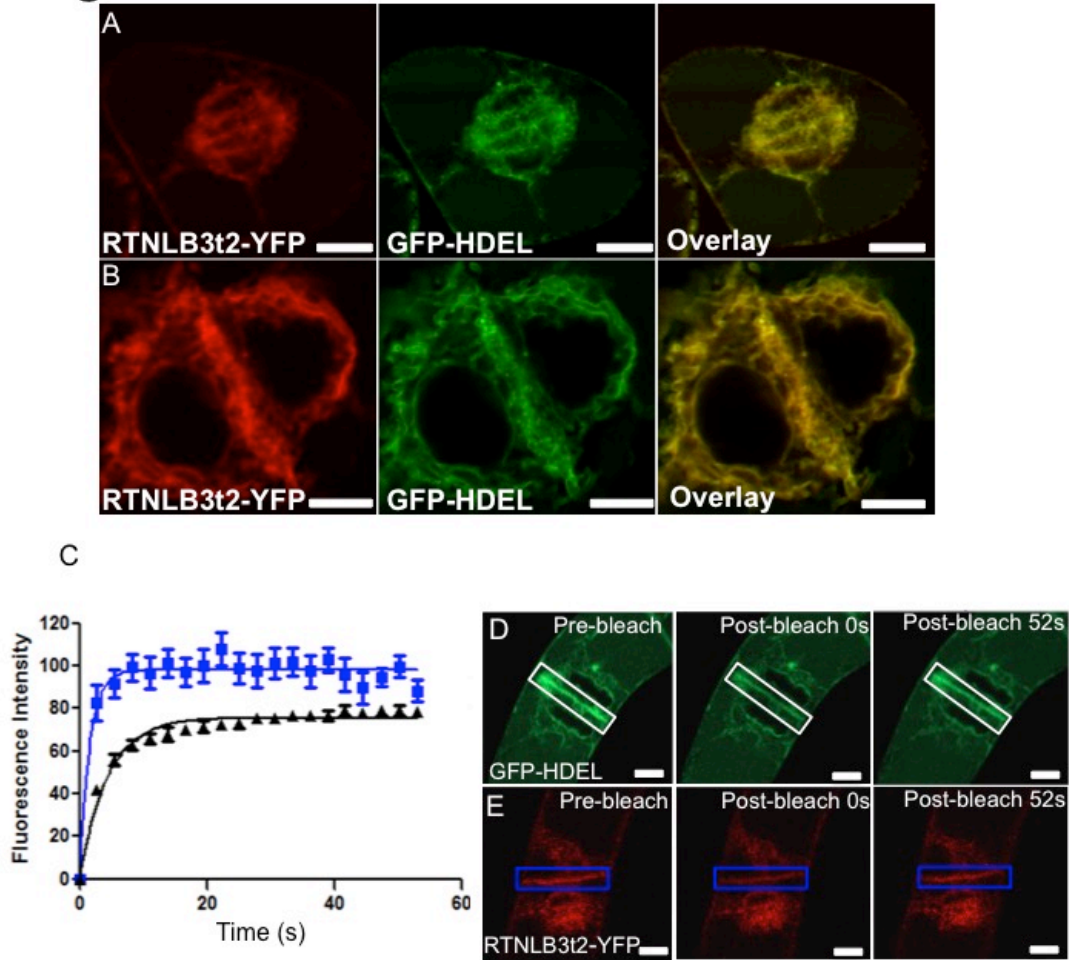 A
RTNLB3t2-YFP
GFP-HDEL
Overlay
B
RTNLB3t2-YFP
GFP-HDEL
Overlay
C
120
100
80
60
40
20
0
0
20
40
60
Fluorescence Intensity
Time (s)
D
Pre-bleach
Post-bleach 0s
Post-bleach 52s
GFP-HDEL
E
Pre-bleach
Post-bleach 0s
Post-bleach 52s
RTNLB3t2-YFP